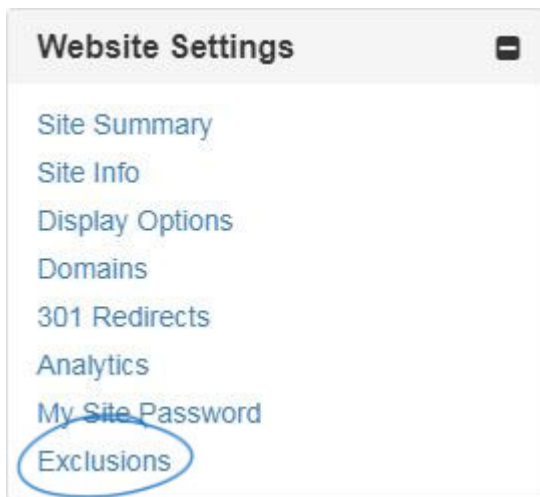 Website Settings
Site Summary
Site Info
Display Options
Domains
301 Redirects
Analytics
My Site Password
Exclusions